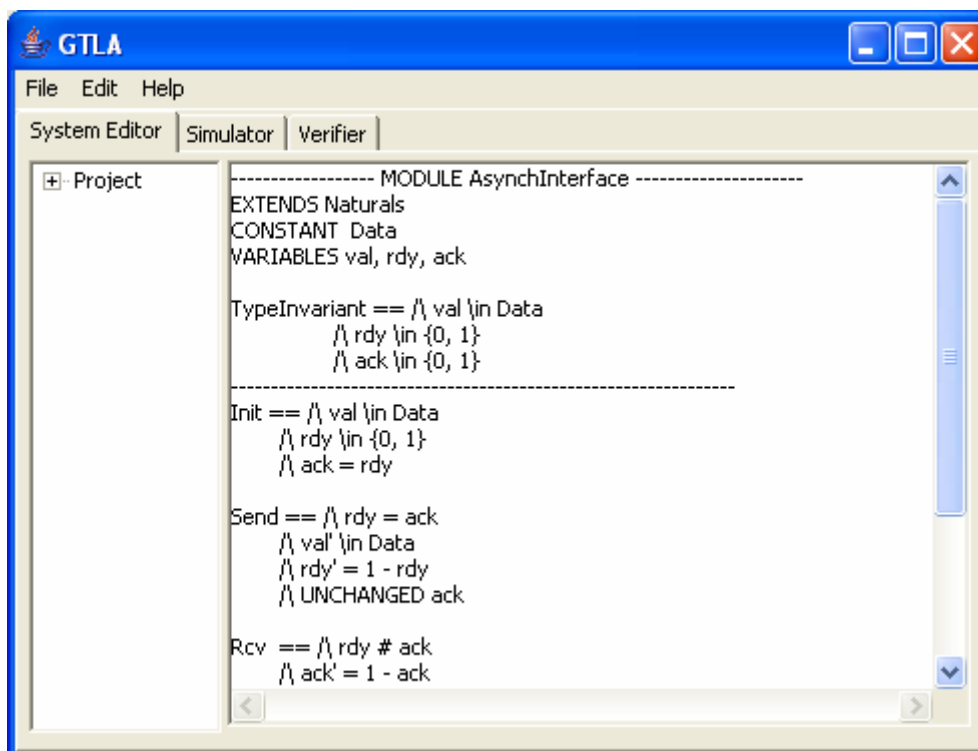 GTLA
File Edit Help
System Editor Simulator Verifier
Project
------------------ MODULE AsynchInterface ---------------------
EXTENDS Naturals
CONSTANT  Data
VARIABLES val, rdy, ack
TypeInvariant == /\ val \in Data
/\ rdy \in {0, 1}
/\ ack \in {0, 1}
---------------------------------------------------------------
Init == /\ val \in Data
/\ rdy \in {0, 1}
/\ ack = rdy
Send == /\ rdy = ack
/\ val' \in Data
/\ rdy' = 1 - rdy
/\ UNCHANGED ack
Rcv  == /\ rdy # ack
/\ ack' = 1 - ack